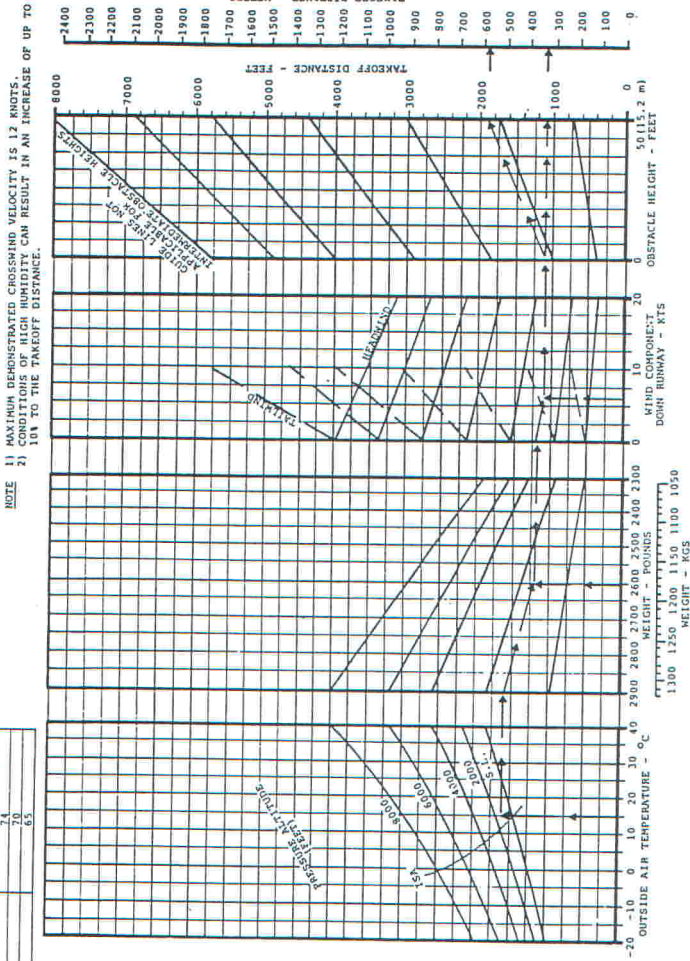 74
70
65
NOTE 1) MAXIMUM DEMONSTRATED CROSSWIND VELOCITY IS 12 KNOTS.
2) CONDITIONS OF HIGH HUMIDITY CAN RESULT IN AN INCREASE OF UP TO
10% TO THE TAKEOFF DISTANCE.
PRESSURE ALTITUDE
(FEET)
8000
6000
4000
2000
S.L.
ISA
-20 -10 0 10 20 30 40
OUTSIDE AIR TEMPERATURE - °C
2900 2800 2700 2600 2500 2400 2300
WEIGHT - POUNDS
1300 1250 1200 1150 1100 1050
WEIGHT - KGS
TAILWIND
HEADWIND
0 10 20
WIND COMPONENT
DOWN RUNWAY - KTS
GUIDE LINES NOT
APPLICABLE FOR
INTERMEDIATE OBSTACLE HEIGHTS
0 50(15.2 m)
OBSTACLE HEIGHT - FEET
8000
7000
6000
5000
4000
3000
2000
1000
0
TAKEOFF DISTANCE - FEET
2400
2300
2200
2100
2000
1900
1800
1700
1600
1500
1400
1300
1200
1100
1000
900
800
700
600
500
400
300
200
100
0